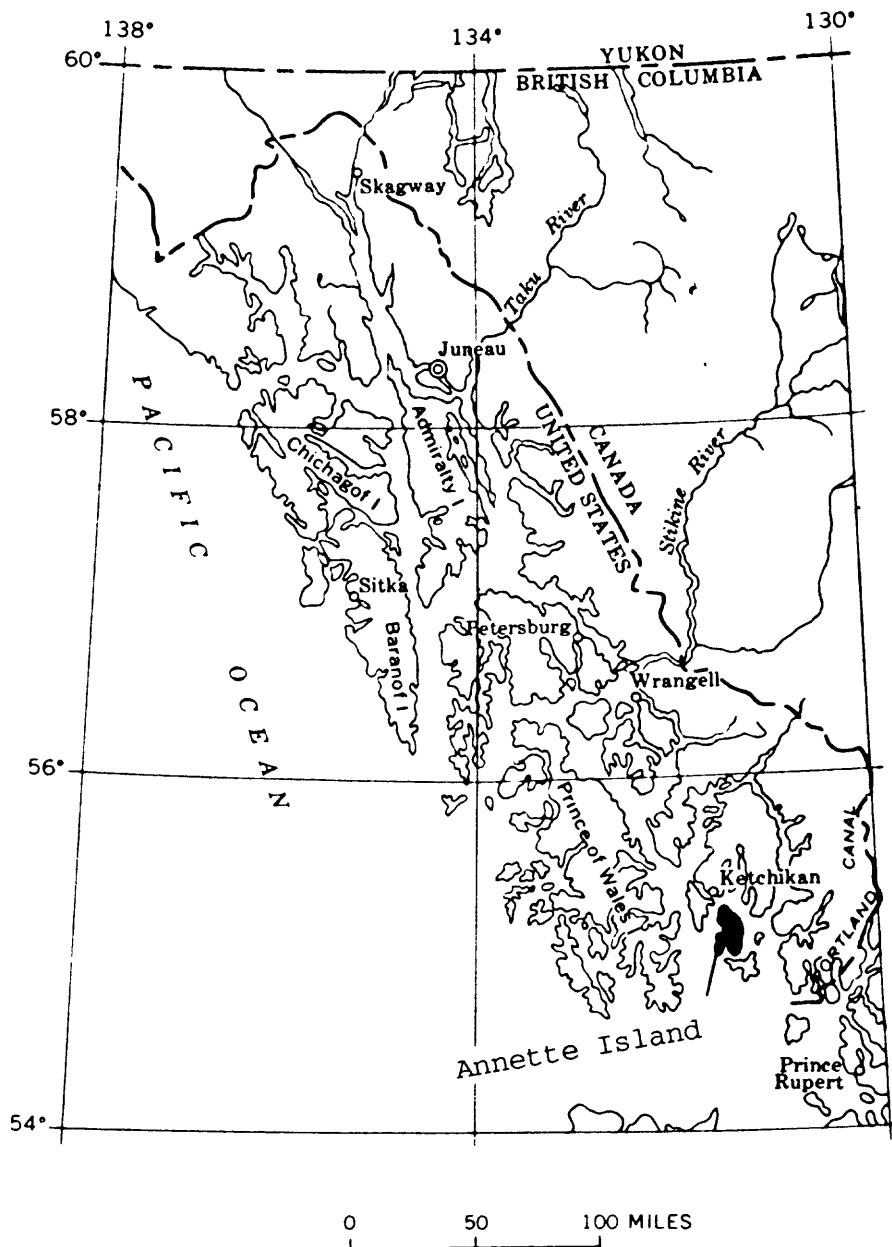 138° 134° 130°
60°
YUKON
BRITISH COLUMBIA
Skagway
Taku River
Juneau
PACIFIC
58°
UNITED STATES
CANADA
Admiralty I
Chichagof I
Stikine River
Sitka
Petersburg
Baranof I
Wrangell
OCEAN
56°
Prince of Wales I
Ketchikan
PORTLAND CANAL
Annette Island
Prince
Rupert
54°
0 50 100 MILES